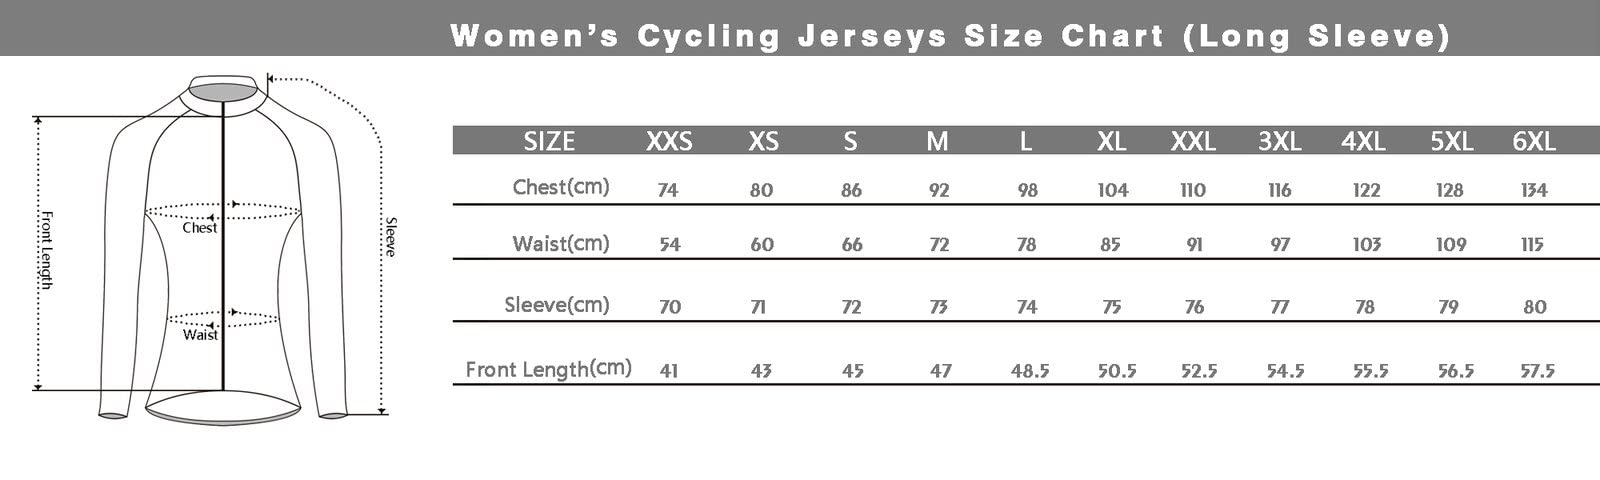 Women's Cycling Jerseys Size Chart (Long Sleeve)
SIZE XXS XS S M L XL XXL 3XL 4XL 5XL 6XL
Chest(cm) 74 80 86 92 98 104 110 116 122 128 134
Waist(cm) 54 60 66 72 78 85 91 97 103 109 115
Sleeve(cm) 70 71 72 73 74 75 76 77 78 79 80
Front Length(cm) 41 43 45 47 48.5 50.5 52.5 54.5 55.5 56.5 57.5
Front Length
Chest
Waist
Sleeve